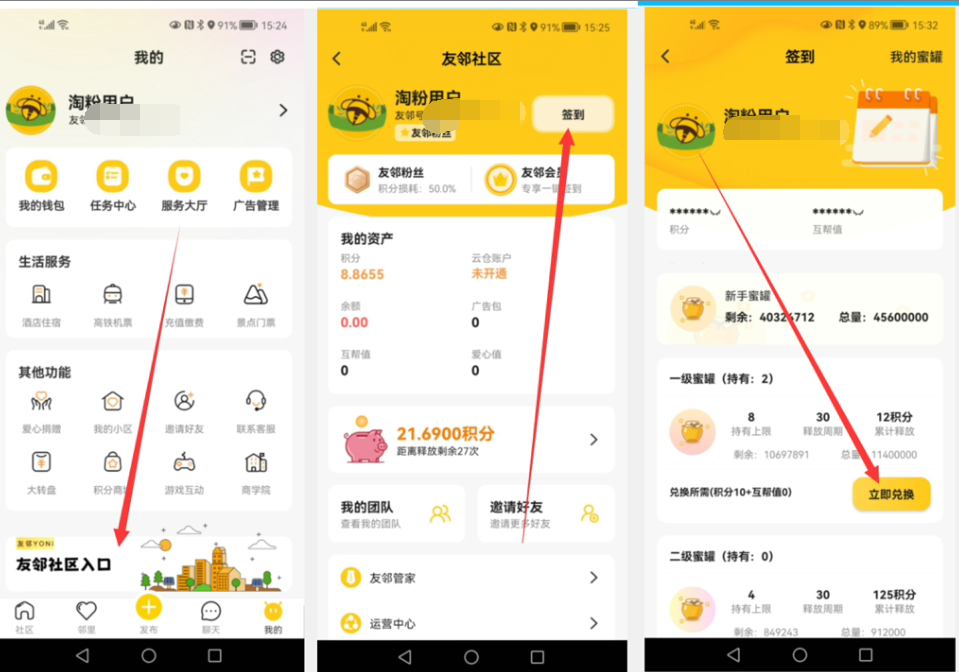 91% 15:24
我的
淘粉用户
友邻
我的钱包 任务中心 服务大厅 广告管理
生活服务
酒店住宿 高铁机票 充值缴费 景点门票
其他功能
爱心捐赠 我的小区 邀请好友 联系客服
大转盘 积分商城 游戏互动 商学院
友邻YONI
友邻社区入口
社区 邻里 发布 聊天 我的
91% 15:25
友邻社区
淘粉用户
友邻号
友邻粉丝
签到
友邻粉丝
积分损耗：50.0%
友邻会员
专享一键签到
我的资产
积分 云仓账户
8.8655 未开通
余额 广告包
0.00 0
互帮值 爱心值
0 0
21.6900积分
距离释放剩余27次
我的团队
查看我的团队
邀请好友
邀请更多好友
友邻管家
运营中心
89% 15:32
签到 我的蜜罐
淘粉用户
****** ******
积分 互帮值
新手蜜罐
剩余：40324712 总量：45600000
一级蜜罐（持有：2）
8 30 12积分
持有上限 释放周期 累计释放
剩余：10697891 总量：11400000
兑换所需(积分10+互帮值0) 立即兑换
二级蜜罐（持有：0）
4 30 125积分
持有上限 释放周期 累计释放
剩余：849243 总量：912000